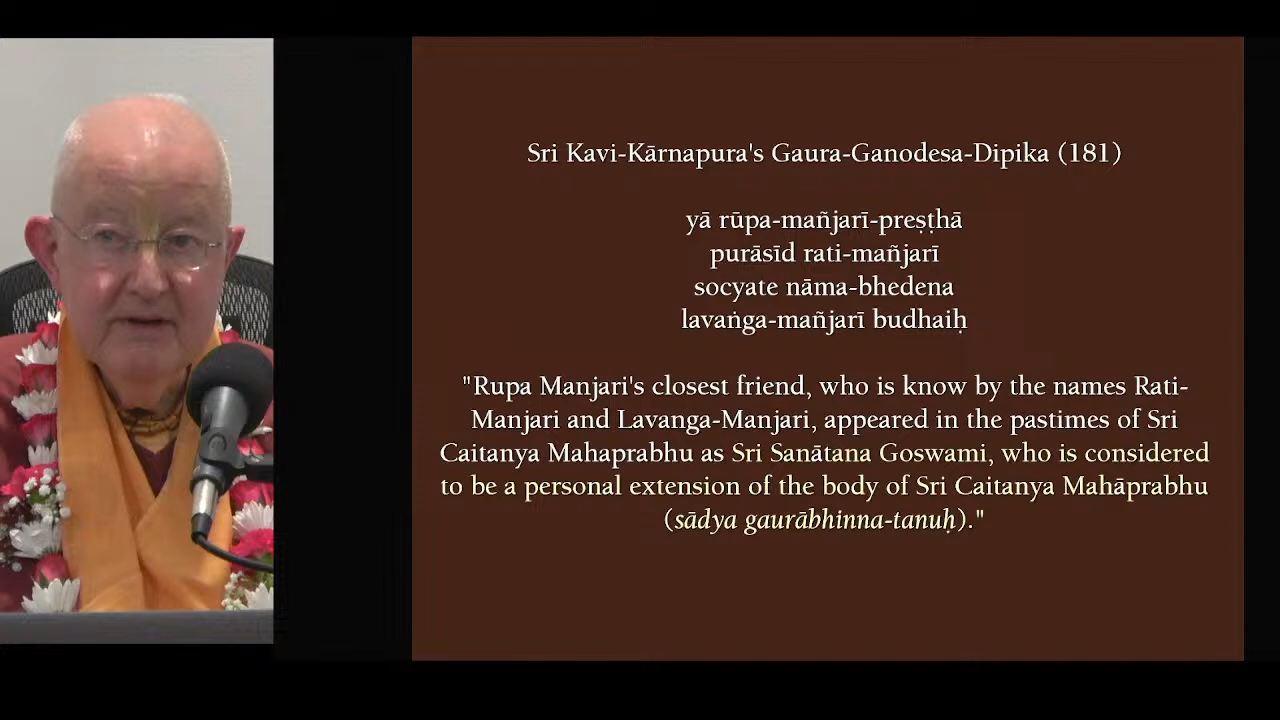 Sri Kavi-Kārnapura's Gaura-Ganodesa-Dipika (181)
yā rūpa-mañjarī-preṣṭhā
purāsīd rati-mañjarī
socyate nāma-bhedena
lavaṅga-mañjarī budhaiḥ
"Rupa Manjari's closest friend, who is know by the names Rati-
Manjari and Lavanga-Manjari, appeared in the pastimes of Sri
Caitanya Mahaprabhu as Sri Sanātana Goswami, who is considered
to be a personal extension of the body of Sri Caitanya Mahāprabhu
(sādya gaurābhinna-tanuḥ)."